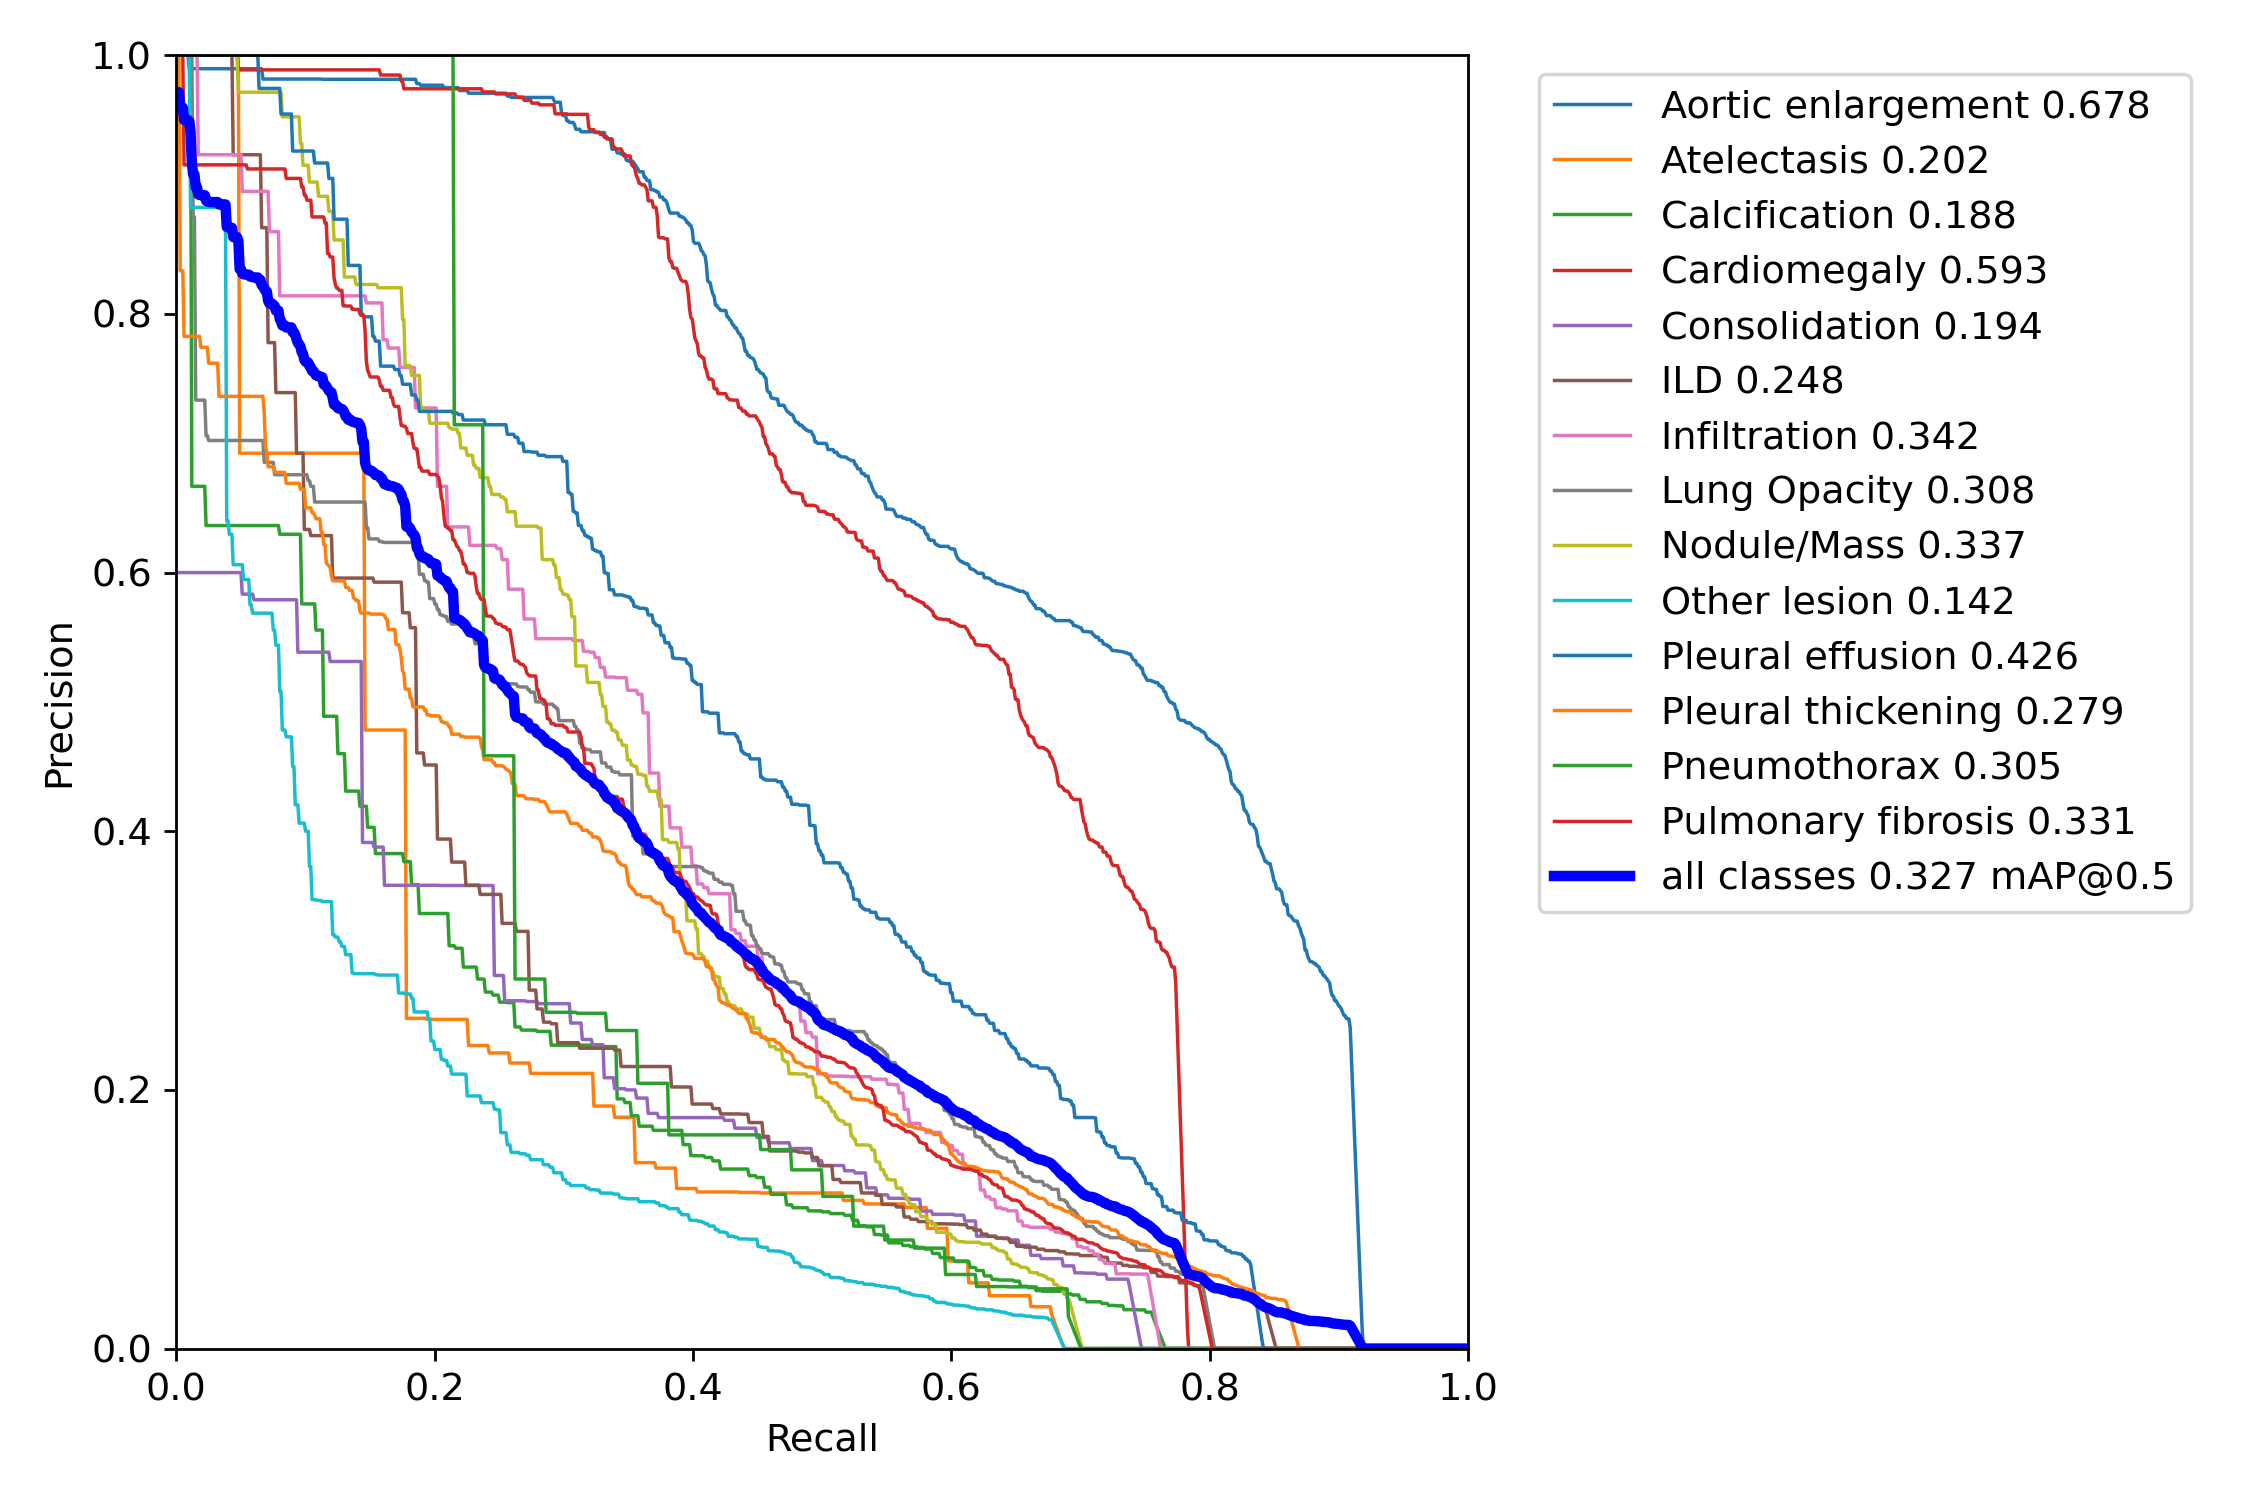 1.0
0.8
0.6
0.4
0.2
0.0
Precision
0.0 0.2 0.4 0.6 0.8 1.0
Recall
Aortic enlargement 0.678
Atelectasis 0.202
Calcification 0.188
Cardiomegaly 0.593
Consolidation 0.194
ILD 0.248
Infiltration 0.342
Lung Opacity 0.308
Nodule/Mass 0.337
Other lesion 0.142
Pleural effusion 0.426
Pleural thickening 0.279
Pneumothorax 0.305
Pulmonary fibrosis 0.331
all classes 0.327 mAP@0.5